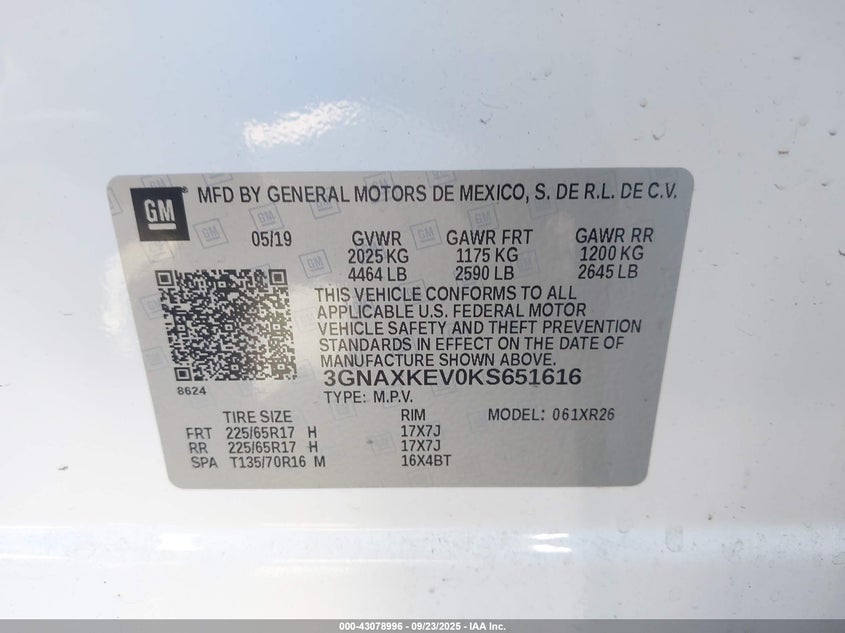 GM MFD BY GENERAL MOTORS DE MEXICO, S. DE R.L. DE C.V.
05/19 GVWR GAWR FRT GAWR RR
2025 KG 1175 KG 1200 KG
4464 LB 2590 LB 2645 LB
THIS VEHICLE CONFORMS TO ALL
APPLICABLE U.S. FEDERAL MOTOR
VEHICLE SAFETY AND THEFT PREVENTION
STANDARDS IN EFFECT ON THE DATE OF
MANUFACTURE SHOWN ABOVE.
3GNAXKEV0KS651616
8624
TYPE: M.P.V.
TIRE SIZE RIM MODEL: 061XR26
FRT 225/65R17 H 17X7J
RR 225/65R17 H 17X7J
SPA T135/70R16 M 16X4BT
000-43078996 - 09/23/2025 - IAA Inc.